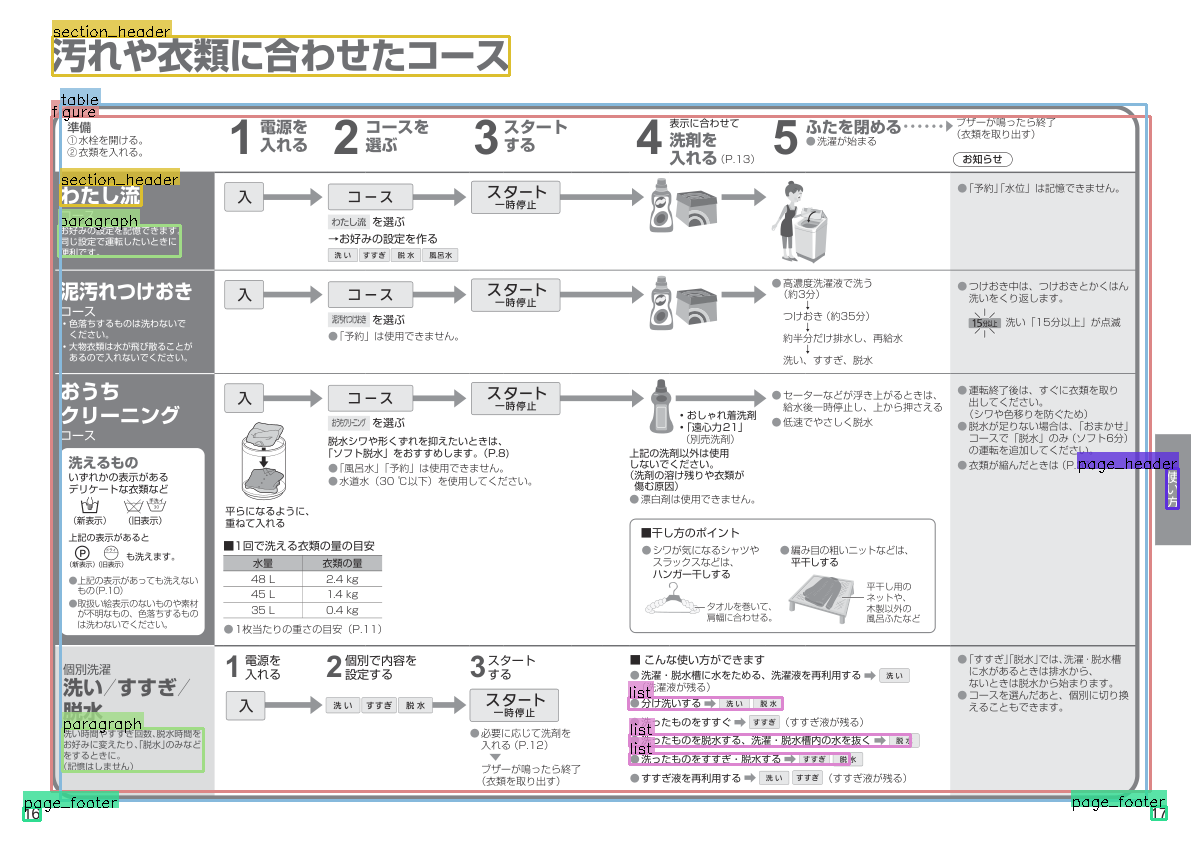 section_header
汚れや衣類に合わせたコース
table
figure
準備
①水栓を開ける。
②衣類を入れる。
1 電源を入れる
2 コースを選ぶ
3 スタートする
4 表示に合わせて
洗剤を入れる(P.13)
5 ふたを閉める
●洗濯が始まる
ブザーが鳴ったら終了
(衣類を取り出す)
お知らせ
section_header
わたし流
paragraph
お好みの設定を記憶できます。
同じ設定で運転したいときに
便利です。
入
コース
わたし流 を選ぶ
→お好みの設定を作る
洗い すすぎ 脱水 風呂水
スタート
一時停止
●「予約」「水位」は記憶できません。
泥汚れつけおき
コース
・色落ちするものは洗わないで
ください。
・大物衣類は水が飛び散ることが
あるので入れないでください。
入
コース
泥汚れつけおき を選ぶ
●「予約」は使用できません。
スタート
一時停止
●高濃度洗濯液で洗う
(約3分)
↓
つけおき(約35分)
↓
約半分だけ排水し、再給水
↓
洗い、すすぎ、脱水
●つけおき中は、つけおきとかくはん
洗いをくり返します。
15分以上 洗い「15分以上」が点滅
おうち
クリーニング
コース
洗えるもの
いずれかの表示がある
デリケートな衣類など
(新表示) (旧表示)
上記の表示があると
P も洗えます。
(新表示) (旧表示)
●上記の表示があっても洗えない
もの(P.10)
●取扱い絵表示のないものや素材
が不明なもの、色落ちするもの
は洗わないでください。
入
平らになるように、
重ねて入れる
コース
おうちクリーニング を選ぶ
脱水シワや形くずれを抑えたいときは、
「ソフト脱水」をおすすめします。(P.8)
●「風呂水」「予約」は使用できません。
●水道水(30℃以下)を使用してください。
■1回で洗える衣類の量の目安
水量 衣類の量
48 L 2.4 kg
45 L 1.4 kg
35 L 0.4 kg
●1枚当たりの重さの目安(P.11)
スタート
一時停止
・おしゃれ着洗剤
・「遠心力21」
(別売洗剤)
上記の洗剤以外は使用
しないでください。
(洗剤の溶け残りや衣類が
傷む原因)
●漂白剤は使用できません。
●セーターなどが浮き上がるときは、
給水後一時停止し、上から押さえる
●低速でやさしく脱水
■干し方のポイント
●シワが気になるシャツや
スラックスなどは、
ハンガー干しする
タオルを巻いて、
肩幅に合わせる。
●編み目の粗いニットなどは、
平干しする
平干し用の
ネットや、
木製以外の
風呂ふたなど
●運転終了後は、すぐに衣類を取り
出してください。
(シワや色移りを防ぐため)
●脱水が足りない場合は、「おまかせ」
コースで「脱水」のみ(ソフト6分)
の運転を追加してください。
●衣類が縮んだときは(P.
page_header
使い方
個別洗濯
洗い/すすぎ/
脱水
paragraph
洗い時間やすすぎ回数、脱水時間を
お好みに変えたり、「脱水」のみなど
をするときに。
(記憶はしません)
1 電源を入れる
入
2 個別で内容を設定する
洗い すすぎ 脱水
3 スタートする
スタート
一時停止
●必要に応じて洗剤を
入れる(P.12)
ブザーが鳴ったら終了
(衣類を取り出す)
■こんな使い方ができます
●洗濯・脱水槽に水をためる、洗濯液を再利用する 洗い
濯液が残る)
list
●分け洗いする 洗い 脱水
洗ったものをすすぐ すすぎ (すすぎ液が残る)
list
●洗ったものを脱水する、洗濯・脱水槽内の水を抜く 脱水
list
●洗ったものをすすぎ・脱水する すすぎ 脱水
●すすぎ液を再利用する 洗い すすぎ (すすぎ液が残る)
●「すすぎ」「脱水」では、洗濯・脱水槽
に水があるときは排水から、
ないときは脱水から始まります。
●コースを選んだあと、個別に切り換
えることもできます。
page_footer
16
page_footer
17